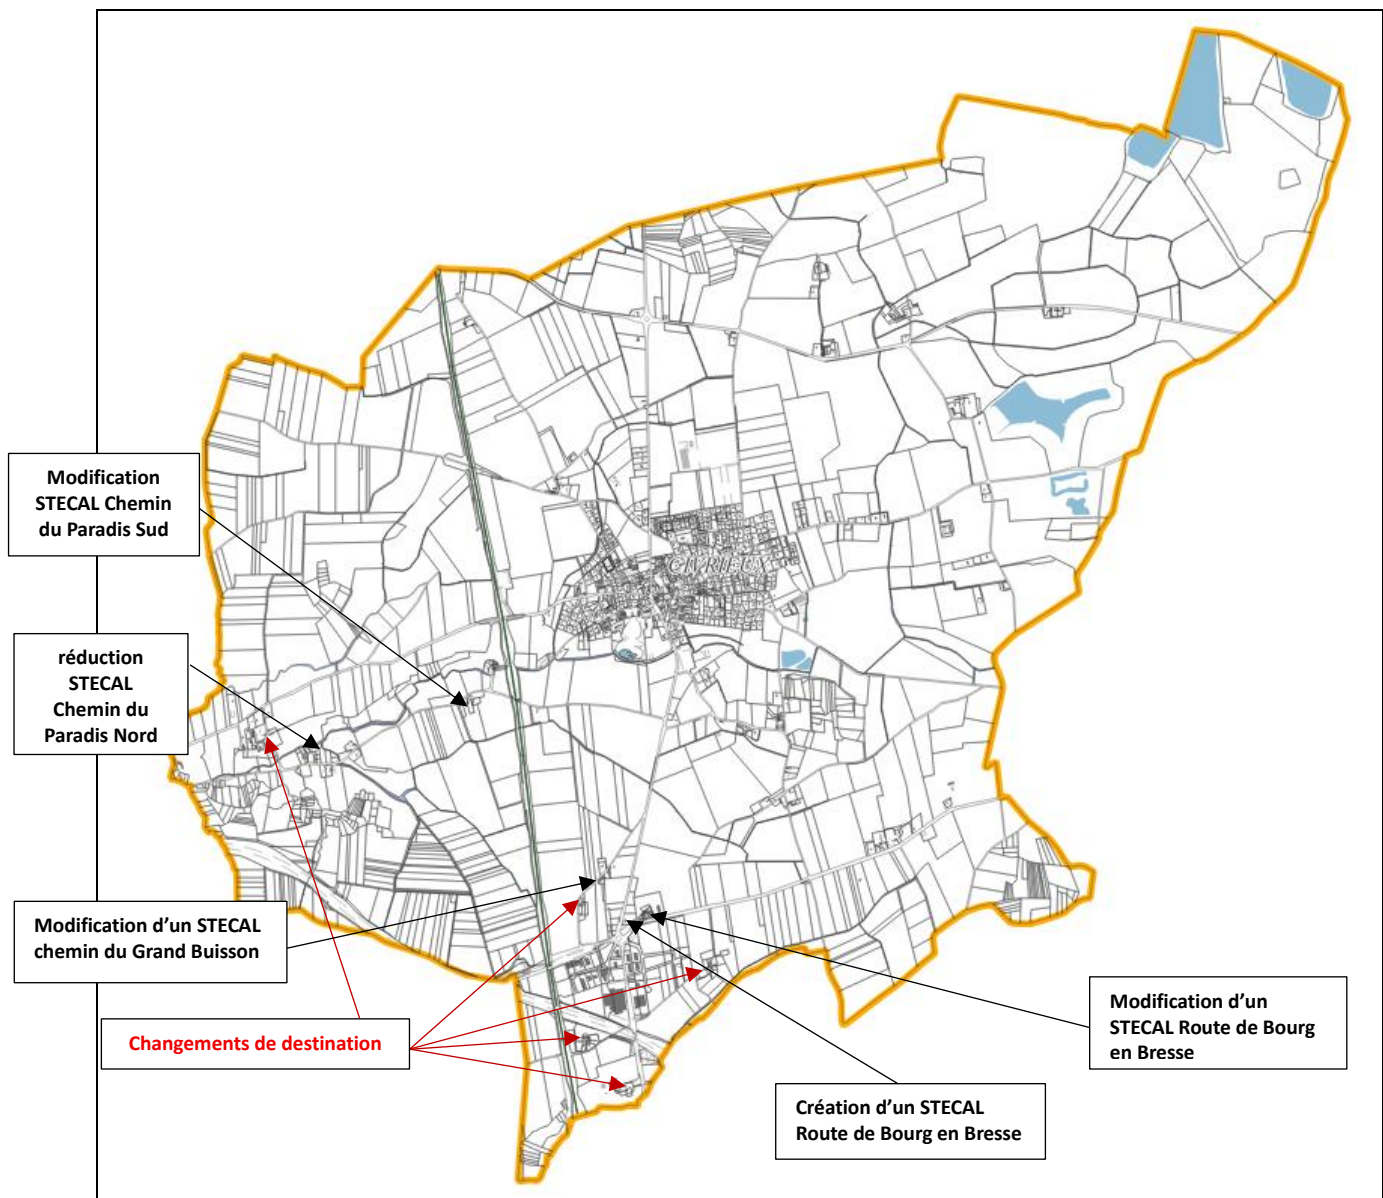 Modification
STECAL Chemin
du Paradis Sud
CIVRIEUX
réduction
STECAL
Chemin du
Paradis Nord
Modification d’un STECAL
chemin du Grand Buisson
Changements de destination
Modification d’un
STECAL Route de Bourg
en Bresse
Création d’un STECAL
Route de Bourg en Bresse